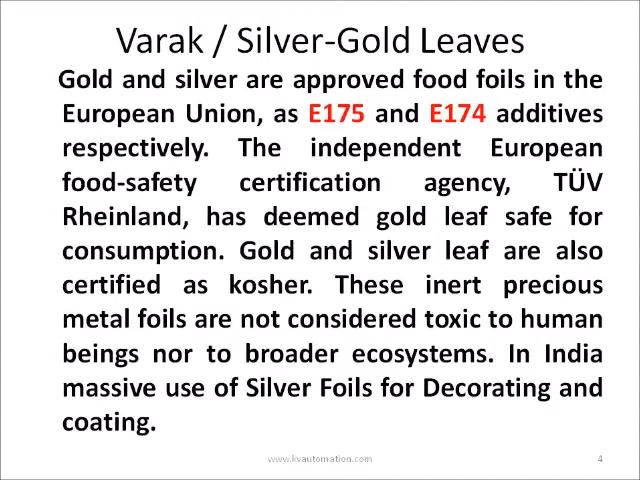 Varak / Silver-Gold Leaves
Gold and silver are approved food foils in the
European Union, as E175 and E174 additives
respectively. The independent European
food-safety certification agency, TÜV
Rheinland, has deemed gold leaf safe for
consumption. Gold and silver leaf are also
certified as kosher. These inert precious
metal foils are not considered toxic to human
beings nor to broader ecosystems. In India
massive use of Silver Foils for Decorating and
coating.
www.kvautomation.com 4